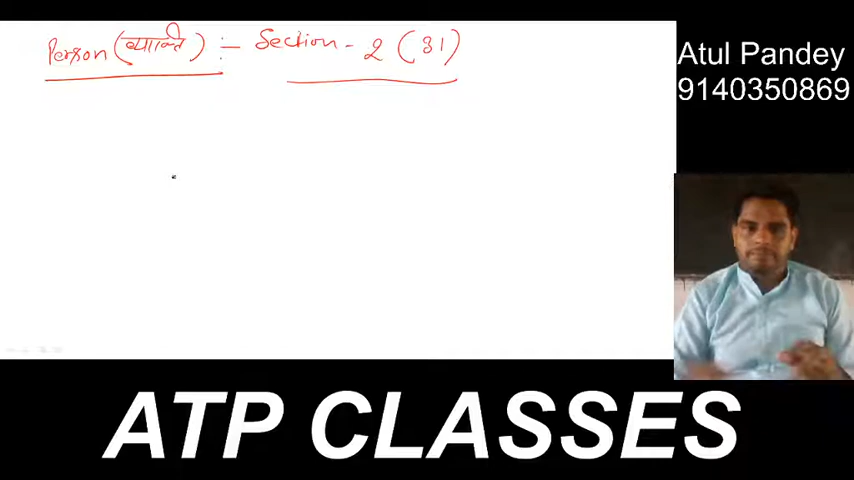 Person (व्यक्ति) :- Section - 2 (31)
Atul Pandey
9140350869
ATP CLASSES